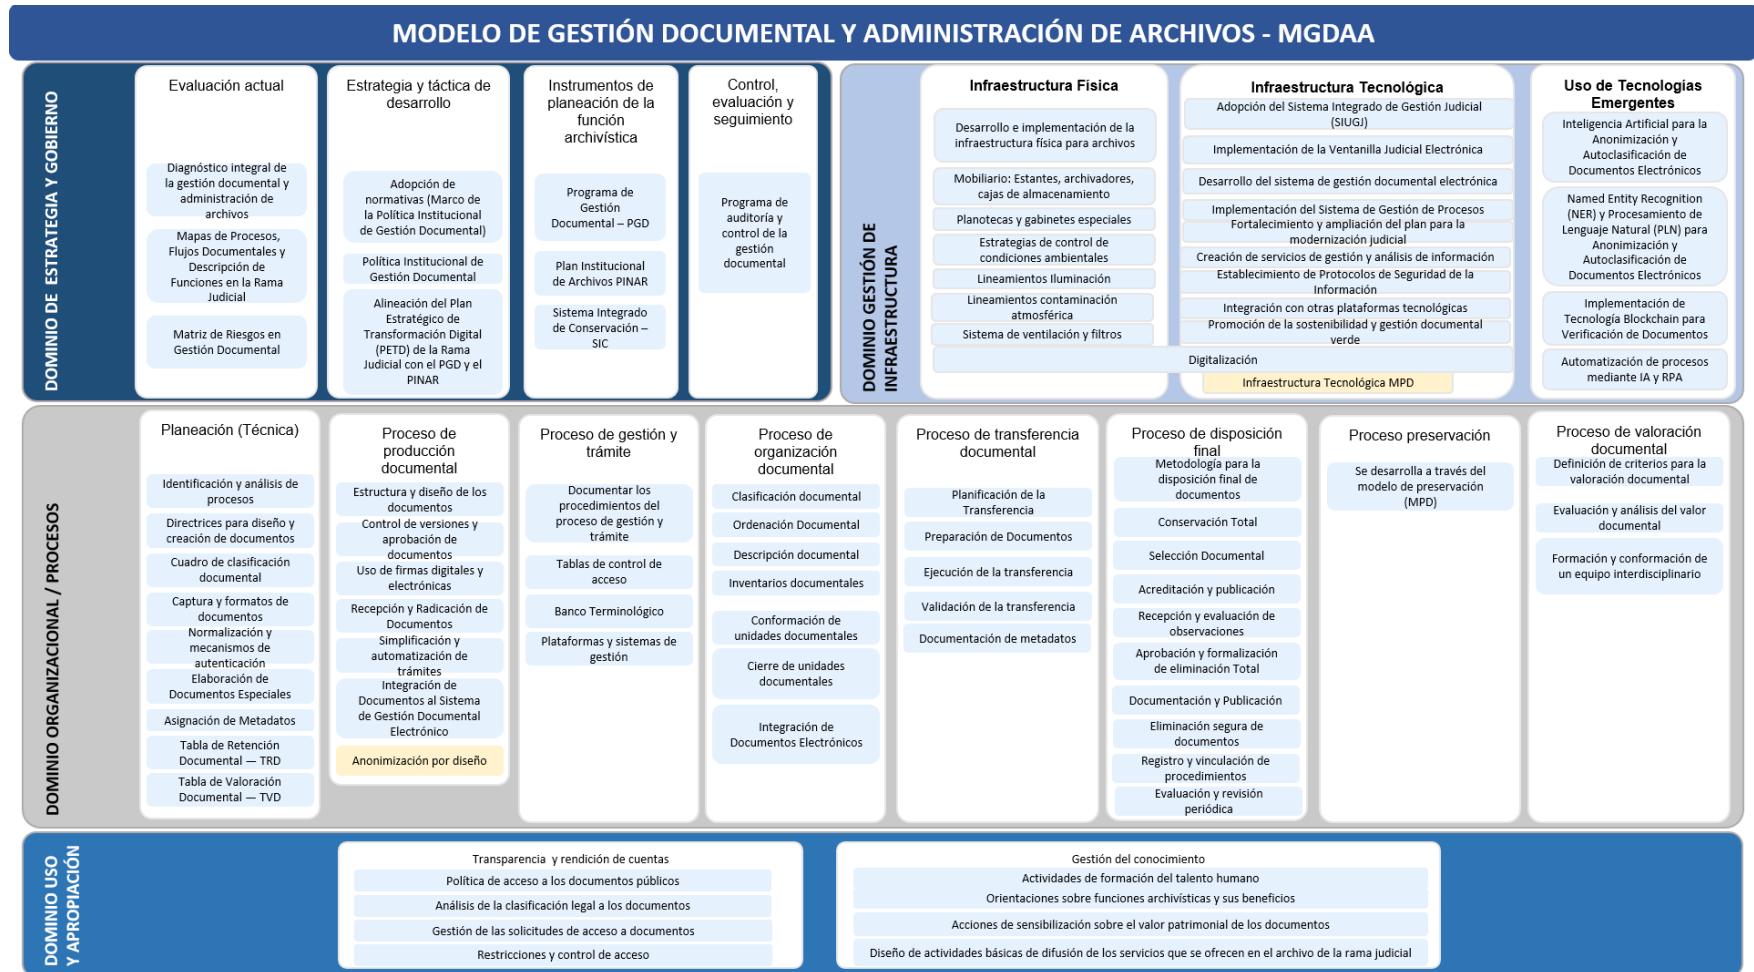 MODELO DE GESTIÓN DOCUMENTAL Y ADMINISTRACIÓN DE ARCHIVOS - MGDAA
DOMINIO DE ESTRATEGIA Y GOBIERNO
Evaluación actual
Diagnóstico integral de
la gestión documental y
administración de
archivos
Mapas de Procesos,
Flujos Documentales y
Descripción de
Funciones en la Rama
Judicial
Matriz de Riesgos en
Gestión Documental
Estrategia y táctica de
desarrollo
Adopción de
normativas (Marco de
la Política Institucional
de Gestión Documental)
Política Institucional de
Gestión Documental
Alineación del Plan
Estratégico de
Transformación Digital
(PETD) de la Rama
Judicial con el PGD y el
PINAR
Instrumentos de
planeación de la
función
archivística
Programa de
Gestión
Documental – PGD
Plan Institucional
de Archivos PINAR
Sistema Integrado
de Conservación –
SIC
Control,
evaluación y
seguimiento
Programa de
auditoría y
control de la
gestión
documental
DOMINIO GESTIÓN DE
INFRAESTRUCTURA
Infraestructura Física
Desarrollo e implementación de la
infraestructura física para archivos
Mobiliario: Estantes, archivadores,
cajas de almacenamiento
Planotecas y gabinetes especiales
Estrategias de control de
condiciones ambientales
Lineamientos Iluminación
Lineamientos contaminación
atmosférica
Sistema de ventilación y filtros
Infraestructura Tecnológica
Adopción del Sistema Integrado de Gestión Judicial
(SIUGJ)
Implementación de la Ventanilla Judicial Electrónica
Desarrollo del sistema de gestión documental electrónica
Implementación del Sistema de Gestión de Procesos
Fortalecimiento y ampliación del plan para la
modernización judicial
Creación de servicios de gestión y análisis de información
Establecimiento de Protocolos de Seguridad de la
Información
Integración con otras plataformas tecnológicas
Promoción de la sostenibilidad y gestión documental
verde
Digitalización
Infraestructura Tecnológica MPD
Uso de Tecnologías
Emergentes
Inteligencia Artificial para la
Anonimización y
Autoclasificación de
Documentos Electrónicos
Named Entity Recognition
(NER) y Procesamiento de
Lenguaje Natural (PLN) para
Anonimización y
Autoclasificación de
Documentos Electrónicos
Implementación de
Tecnología Blockchain para
Verificación de Documentos
Automatización de procesos
mediante IA y RPA
DOMINIO ORGANIZACIONAL / PROCESOS
Planeación (Técnica)
Identificación y análisis de
procesos
Directrices para diseño y
creación de documentos
Cuadro de clasificación
documental
Captura y formatos de
documentos
Normalización y
mecanismos de
autenticación
Elaboración de
Documentos Especiales
Asignación de Metadatos
Tabla de Retención
Documental — TRD
Tabla de Valoración
Documental — TVD
Proceso de
producción
documental
Estructura y diseño de los
documentos
Control de versiones y
aprobación de
documentos
Uso de firmas digitales y
electrónicas
Recepción y Radicación de
Documentos
Simplificación y
automatización de
trámites
Integración de
Documentos al Sistema
de Gestión Documental
Electrónico
Anonimización por diseño
Proceso de gestión y
trámite
Documentar los
procedimientos del
proceso de gestión y
trámite
Tablas de control de
acceso
Banco Terminológico
Plataformas y sistemas de
gestión
Proceso de
organización
documental
Clasificación documental
Ordenación Documental
Descripción documental
Inventarios documentales
Conformación de
unidades documentales
Cierre de unidades
documentales
Integración de
Documentos Electrónicos
Proceso de transferencia
documental
Planificación de la
Transferencia
Preparación de Documentos
Ejecución de la transferencia
Validación de la transferencia
Documentación de metadatos
Proceso de disposición
final
Metodología para la
disposición final de
documentos
Conservación Total
Selección Documental
Acreditación y publicación
Recepción y evaluación de
observaciones
Aprobación y formalización
de eliminación Total
Documentación y Publicación
Eliminación segura de
documentos
Registro y vinculación de
procedimientos
Evaluación y revisión
periódica
Proceso preservación
Se desarrolla a través del
modelo de preservación
(MPD)
Proceso de valoración
documental
Definición de criterios para la
valoración documental
Evaluación y análisis del valor
documental
Formación y conformación de
un equipo interdisciplinario
DOMINIO USO
Y APROPIACIÓN
Transparencia y rendición de cuentas
Política de acceso a los documentos públicos
Análisis de la clasificación legal a los documentos
Gestión de las solicitudes de acceso a documentos
Restricciones y control de acceso
Gestión del conocimiento
Actividades de formación del talento humano
Orientaciones sobre funciones archivísticas y sus beneficios
Acciones de sensibilización sobre el valor patrimonial de los documentos
Diseño de actividades básicas de difusión de los servicios que se ofrecen en el archivo de la rama judicial